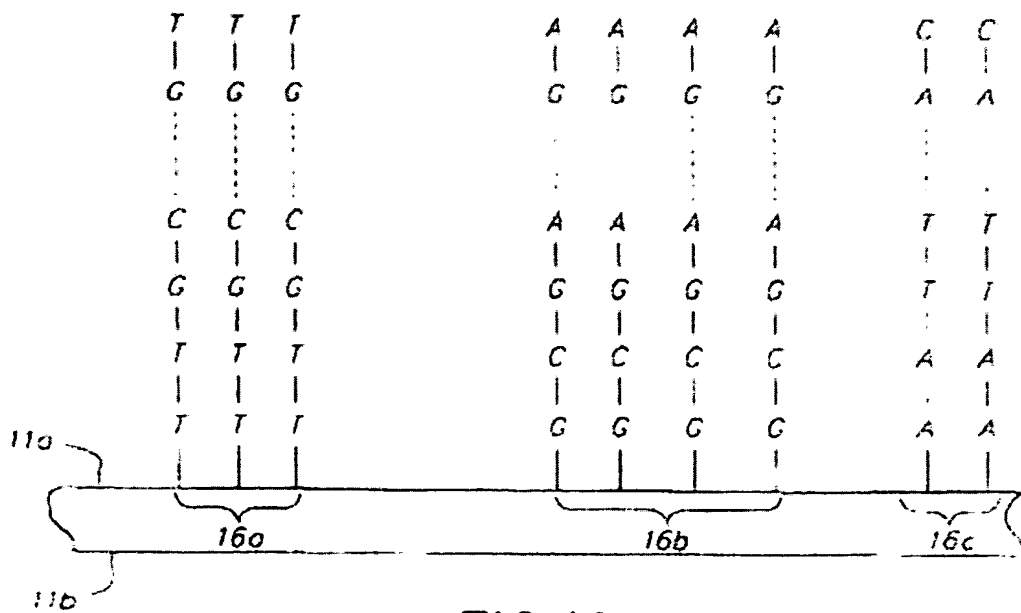 T T T A A A A C C
G G G G G G G A A
C C C A A A A T T
G G G G G G G T T
T T T C C C C A A
T T T G G G G A A
11a
16a 16b 16c
11b